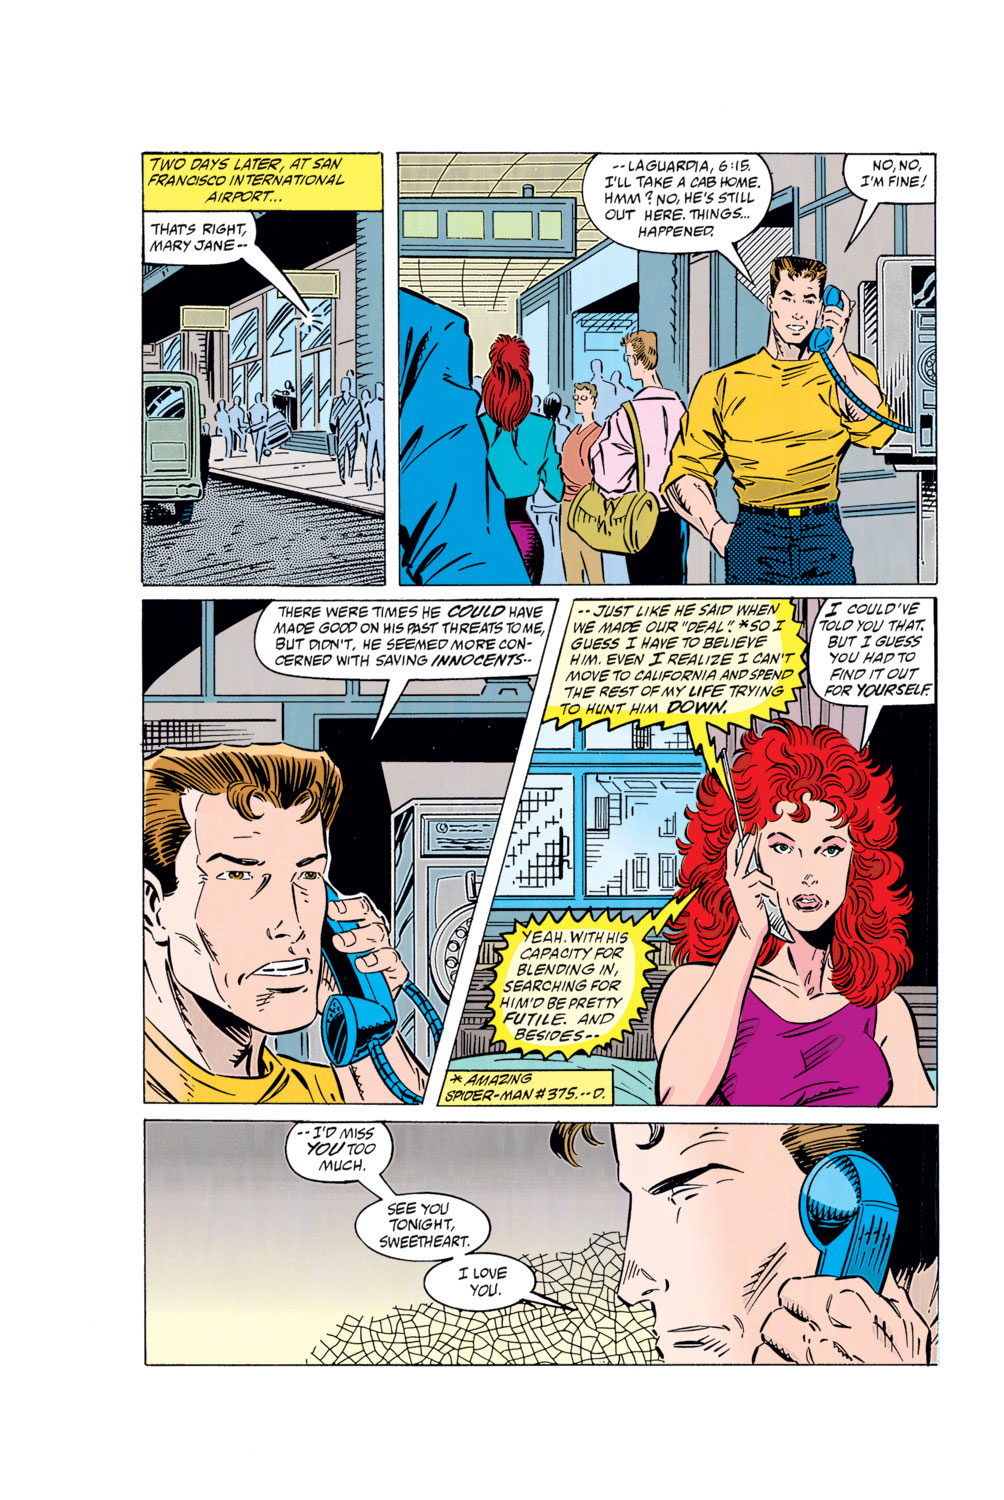 TWO DAYS LATER, AT SAN
FRANCISCO INTERNATIONAL
AIRPORT...
THAT'S RIGHT,
MARY JANE--
--LAGUARDIA, 6:15.
I'LL TAKE A CAB HOME.
HMM? NO, HE'S STILL
OUT HERE. THINGS...
HAPPENED.
NO, NO,
I'M FINE!
THERE WERE TIMES HE COULD HAVE
MADE GOOD ON HIS PAST THREATS TO ME,
BUT DIDN'T, HE SEEMED MORE CON-
CERNED WITH SAVING INNOCENTS--
--JUST LIKE HE SAID WHEN
WE MADE OUR "DEAL".* SO I
GUESS I HAVE TO BELIEVE
HIM. EVEN I REALIZE I CAN'T
MOVE TO CALIFORNIA AND SPEND
THE REST OF MY LIFE TRYING
TO HUNT HIM DOWN.
I COULD'VE
TOLD YOU THAT.
BUT I GUESS
YOU HAD TO
FIND IT OUT
FOR YOURSELF.
YEAH. WITH HIS
CAPACITY FOR
BLENDING IN,
SEARCHING FOR
HIM'D BE PRETTY
FUTILE. AND
BESIDES--
* AMAZING
SPIDER-MAN #375.--D.
--I'D MISS
YOU TOO
MUCH.
SEE YOU
TONIGHT,
SWEETHEART.
I LOVE
YOU.